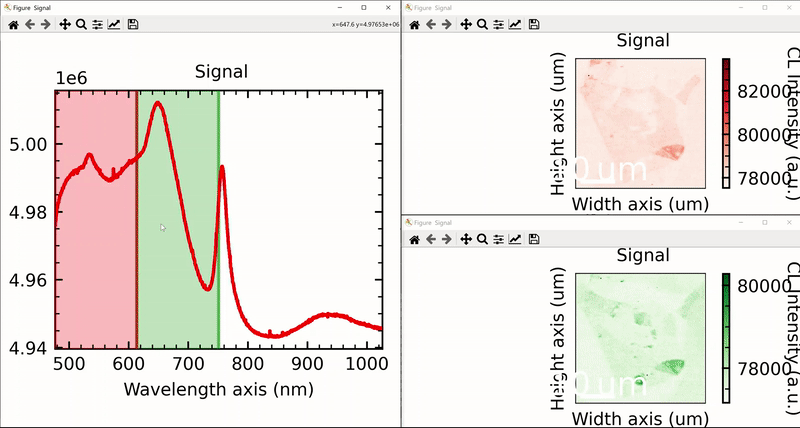 Figure Signal
x=647.6 y=4.97653e+06
Signal
1e6
5.00
4.98
4.96
4.94
500 600 700 800 900 1000
Wavelength axis (nm)
Figure Signal
Signal
Height axis (um)
um
Width axis (um)
82000
80000
78000
CL Intensity (a.u.)
Figure Signal
Signal
Height axis (um)
um
Width axis (um)
80000
78000
CL Intensity (a.u.)